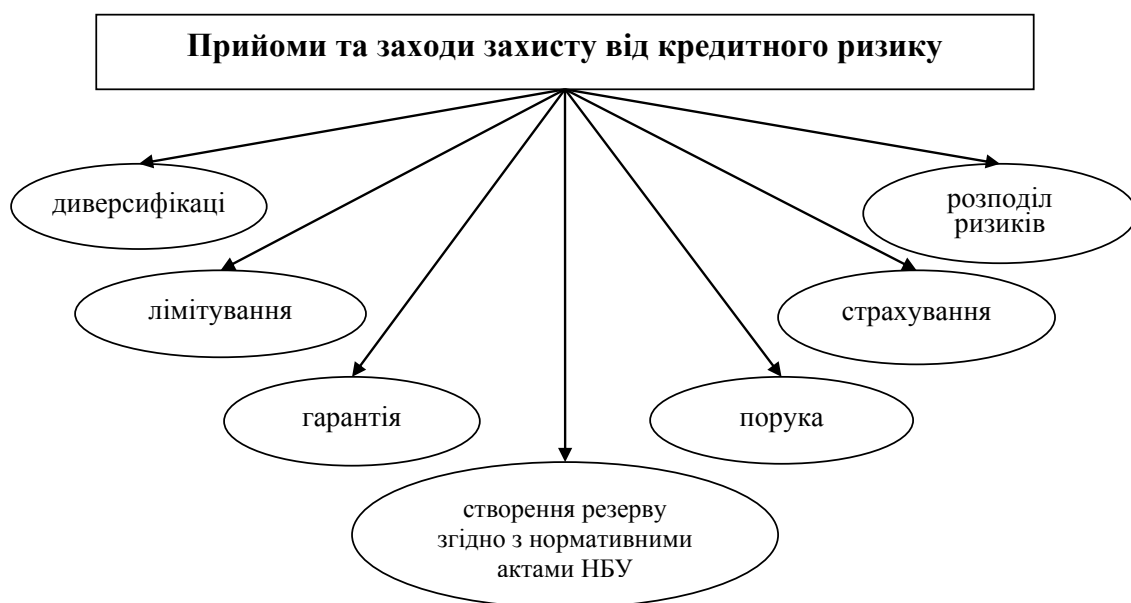 Прийоми та заходи захисту від кредитного ризику
диверсифікаці
розподіл
ризиків
лімітування
страхування
гарантія
порука
створення резерву
згідно з нормативними
актами НБУ